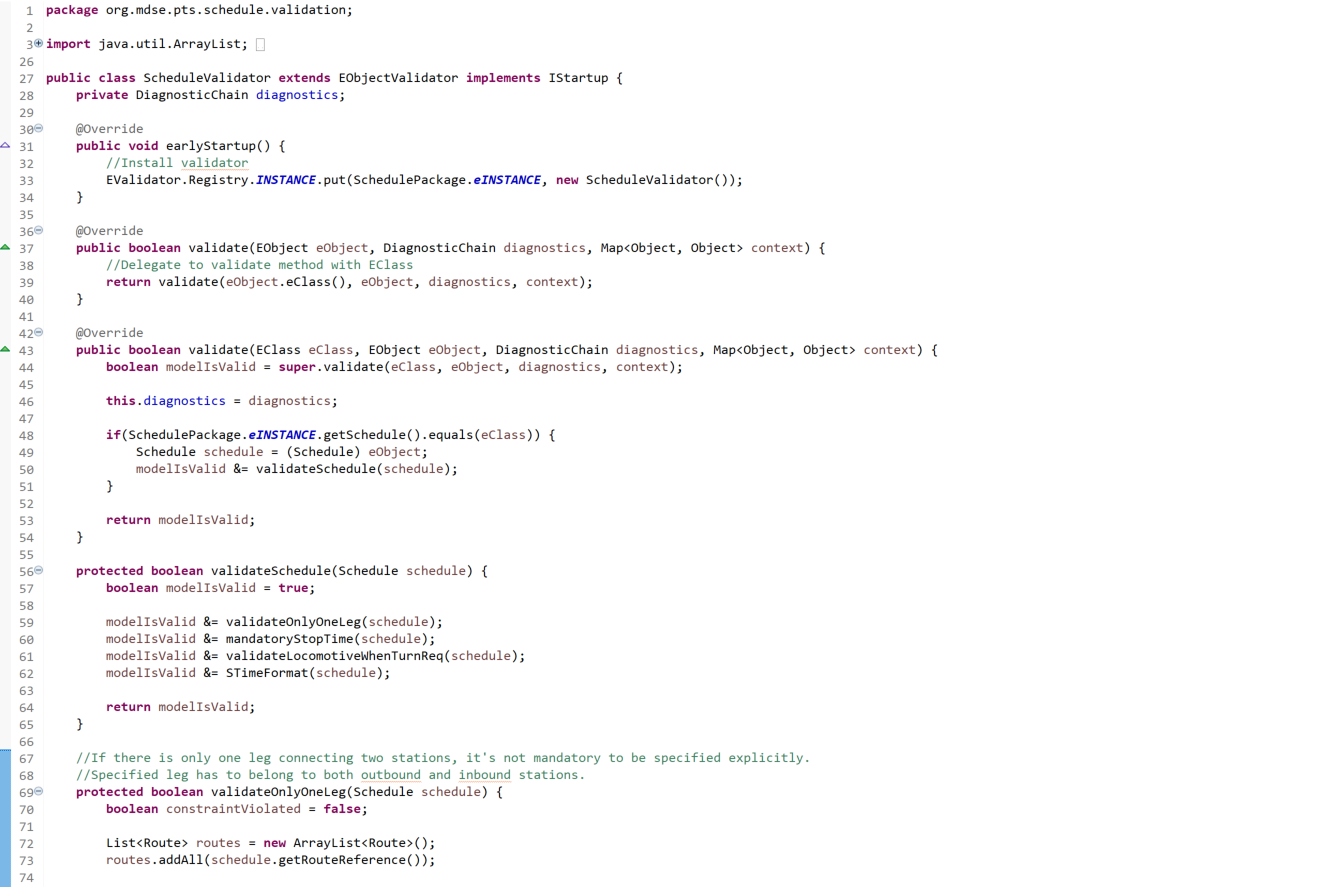 1 package org.mdse.pts.schedule.validation;
2
3 import java.util.ArrayList;
26
27 public class ScheduleValidator extends EObjectValidator implements IStartup {
28     private DiagnosticChain diagnostics;
29
30     @Override
31     public void earlyStartup() {
32         //Install validator
33         EValidator.Registry.INSTANCE.put(SchedulePackage.eINSTANCE, new ScheduleValidator());
34     }
35
36     @Override
37     public boolean validate(EObject eObject, DiagnosticChain diagnostics, Map<Object, Object> context) {
38         //Delegate to validate method with EClass
39         return validate(eObject.eClass(), eObject, diagnostics, context);
40     }
41
42     @Override
43     public boolean validate(EClass eClass, EObject eObject, DiagnosticChain diagnostics, Map<Object, Object> context) {
44         boolean modelIsValid = super.validate(eClass, eObject, diagnostics, context);
45
46         this.diagnostics = diagnostics;
47
48         if(SchedulePackage.eINSTANCE.getSchedule().equals(eClass)) {
49             Schedule schedule = (Schedule) eObject;
50             modelIsValid &= validateSchedule(schedule);
51         }
52
53         return modelIsValid;
54     }
55
56     protected boolean validateSchedule(Schedule schedule) {
57         boolean modelIsValid = true;
58
59         modelIsValid &= validateOnlyOneLeg(schedule);
60         modelIsValid &= mandatoryStopTime(schedule);
61         modelIsValid &= validateLocomotiveWhenTurnReq(schedule);
62         modelIsValid &= STimeFormat(schedule);
63
64         return modelIsValid;
65     }
66
67     //If there is only one leg connecting two stations, it's not mandatory to be specified explicitly.
68     //Specified leg has to belong to both outbound and inbound stations.
69     protected boolean validateOnlyOneLeg(Schedule schedule) {
70         boolean constraintViolated = false;
71
72         List<Route> routes = new ArrayList<Route>();
73         routes.addAll(schedule.getRouteReference());
74